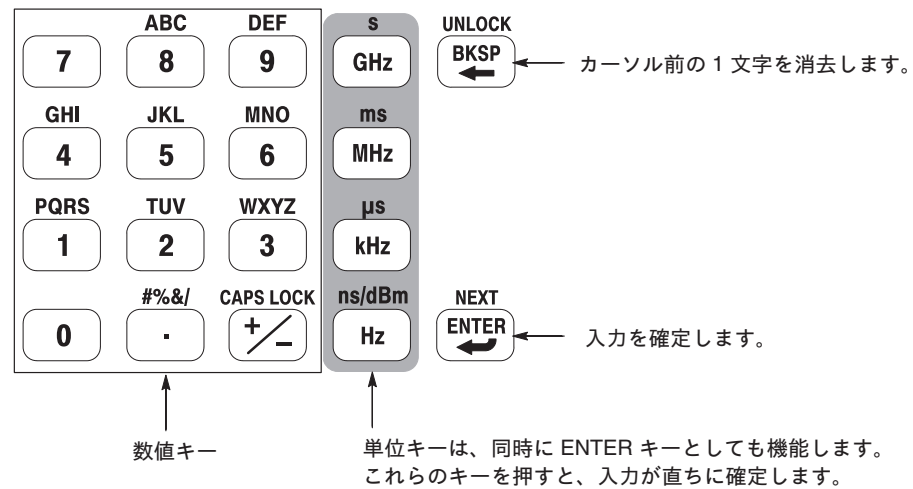 ABC DEF s UNLOCK
7 8 9 GHz BKSP カーソル前の 1 文字を消去します。
GHI JKL MNO ms
4 5 6 MHz
PQRS TUV WXYZ µs
1 2 3 kHz
#%&/ CAPS LOCK ns/dBm NEXT
0 . +/− Hz ENTER 入力を確定します。
数値キー
単位キーは、同時に ENTER キーとしても機能します。
これらのキーを押すと、入力が直ちに確定します。